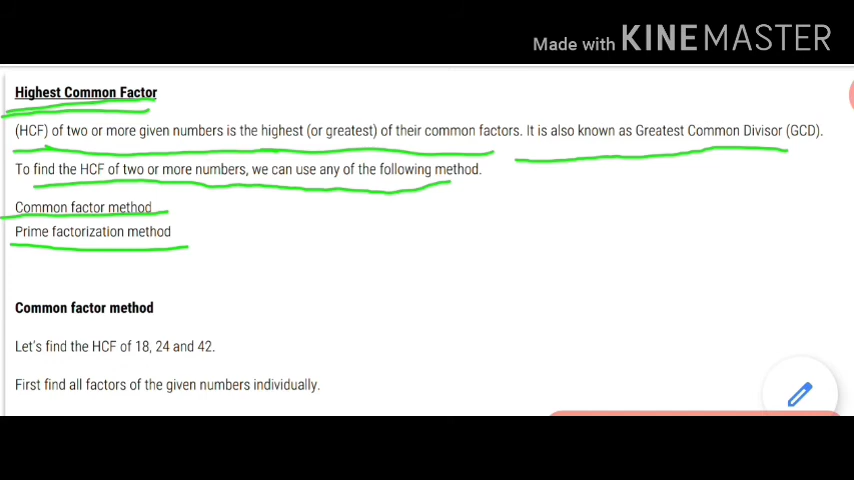 Made with KINEMASTER
Highest Common Factor
(HCF) of two or more given numbers is the highest (or greatest) of their common factors. It is also known as Greatest Common Divisor (GCD).
To find the HCF of two or more numbers, we can use any of the following method.
Common factor method
Prime factorization method
Common factor method
Let's find the HCF of 18, 24 and 42.
First find all factors of the given numbers individually.